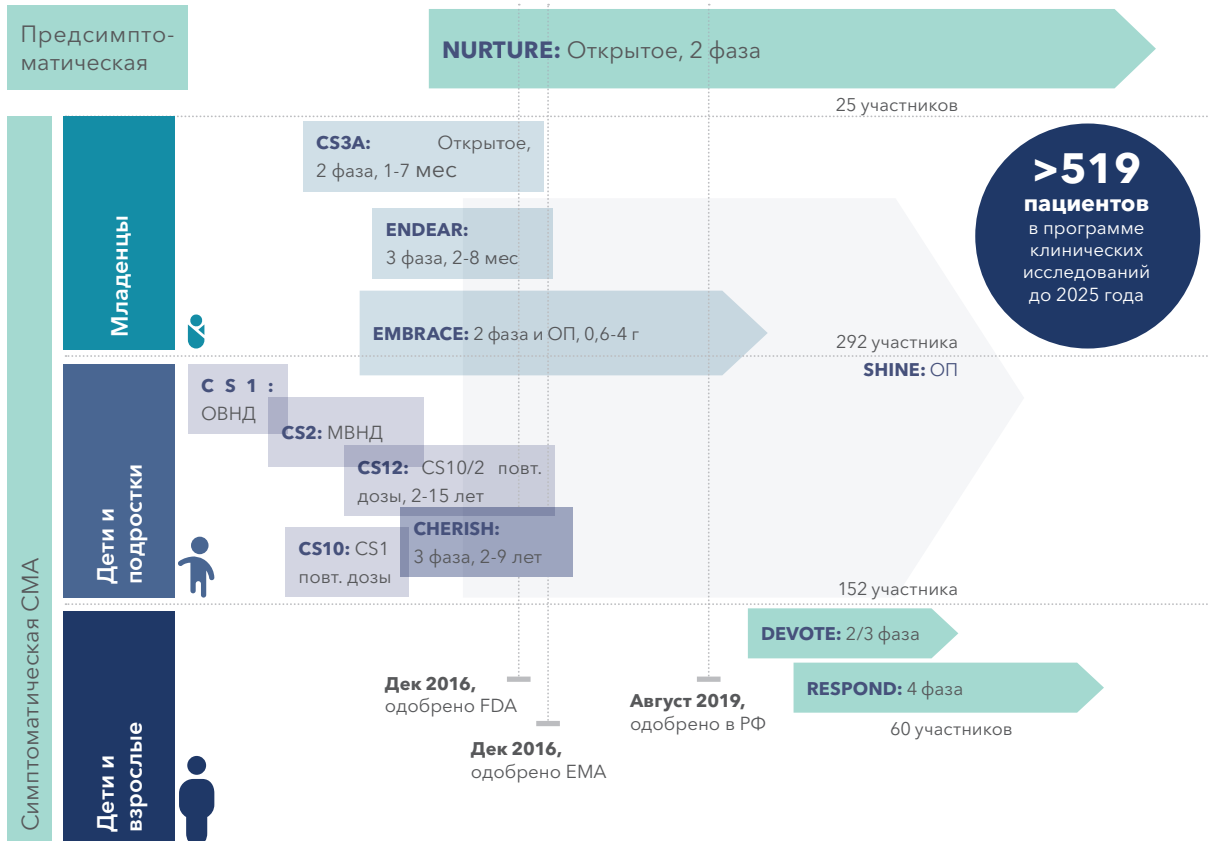 Предсимпто-
матическая
NURTURE: Открытое, 2 фаза
25 участников
Симптоматическая СМА
Младенцы
CS3A: Открытое,
2 фаза, 1-7 мес
ENDEAR:
3 фаза, 2-8 мес
EMBRACE: 2 фаза и ОП, 0,6-4 г
>519
пациентов
в программе
клинических
исследований
до 2025 года
292 участника
SHINE: ОП
Дети и
подростки
CS1:
ОВНД
CS2: МВНД
CS12: CS10/2 повт.
дозы, 2-15 лет
CHERISH:
3 фаза, 2-9 лет
CS10: CS1
повт. дозы
152 участника
Дети и
взрослые
DEVOTE: 2/3 фаза
RESPOND: 4 фаза
60 участников
Дек 2016,
одобрено FDA
Дек 2016,
одобрено EMA
Август 2019,
одобрено в РФ